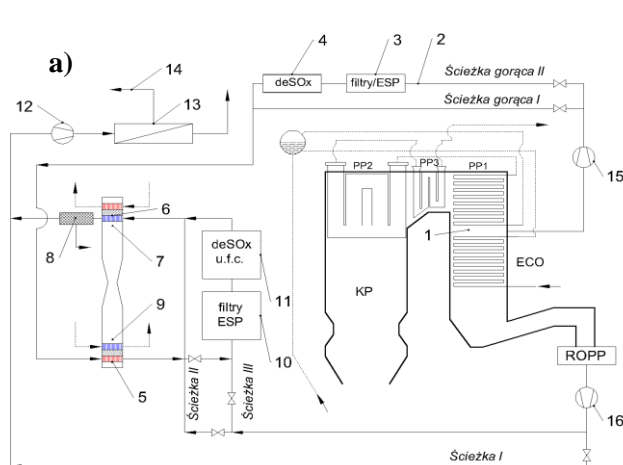 4
3
2
a)
14
deSOx
filtry/ESP
Ścieżka gorąca II
12
13
Ścieżka gorąca I
15
PP2
PP3
PP1
6
8
7
deSOx
u.f.c.
11
1
ECO
KP
9
filtry
ESP
10
ROPP
5
Ścieżka II
Ścieżka III
16
Ścieżka I